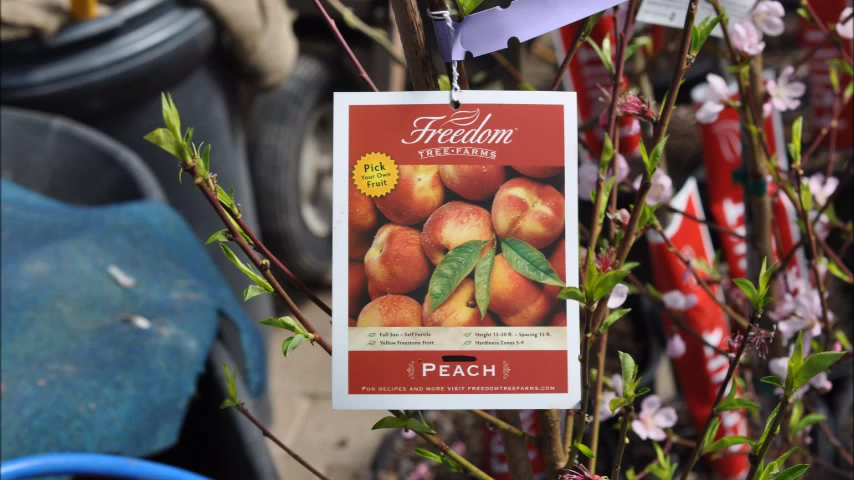 Freedom™
TREE•FARMS
Pick
Your Own
Fruit
Full Sun – Self Fertile
Yellow Freestone Fruit
Height 15-20 ft. – Spacing 15 ft.
Hardiness Zones 5-9
PEACH
FOR RECIPES AND MORE VISIT FREEDOMTREEFARMS.COM